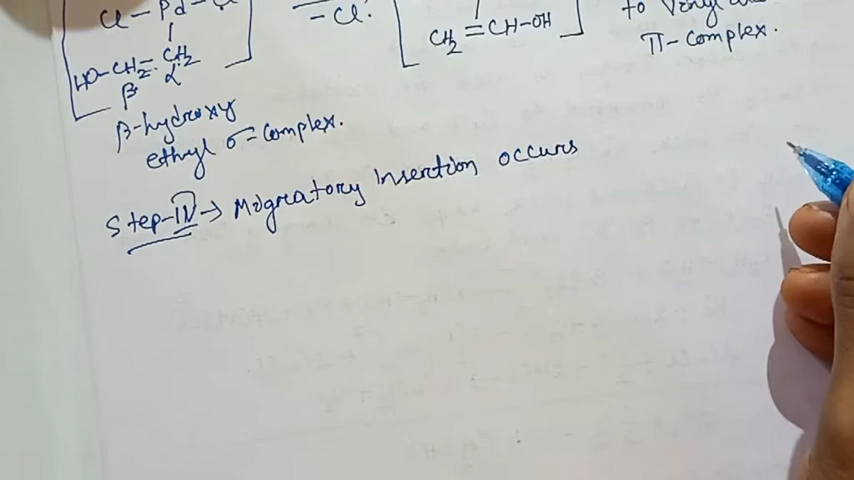 Cl—Pd—
—Cl:
to vinyl
CH2=CH—OH
π-complex.
HO—CH2—CH2
β α
β-hydroxy
ethyl σ-complex.
Step-IV → Migratory insertion occurs